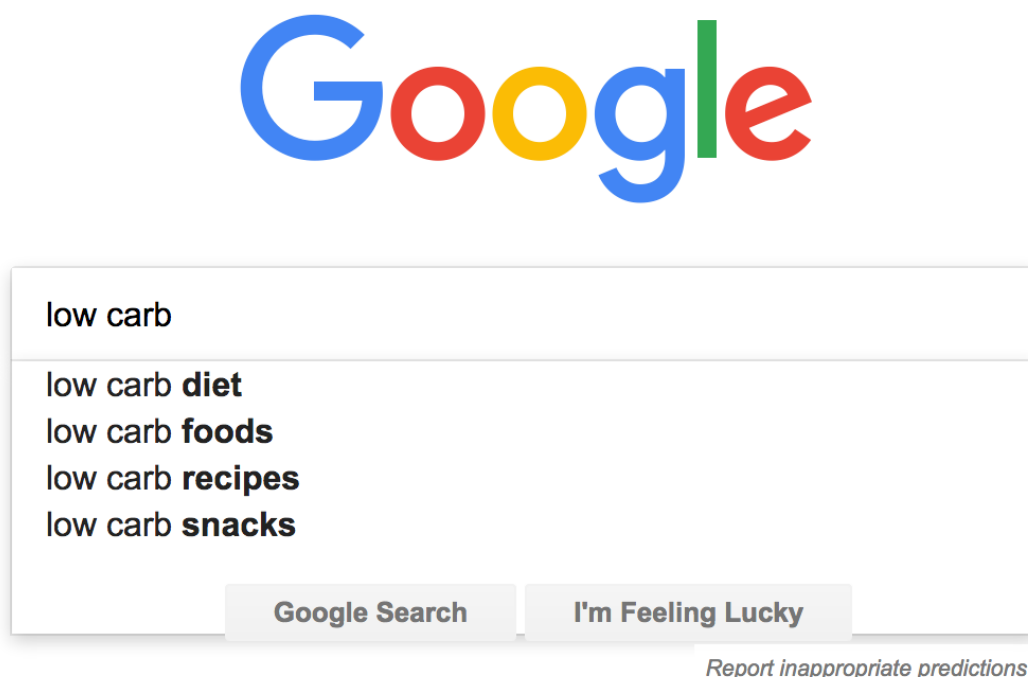 Google
low carb
low carb diet
low carb foods
low carb recipes
low carb snacks
Google Search
I'm Feeling Lucky
Report inappropriate predictions